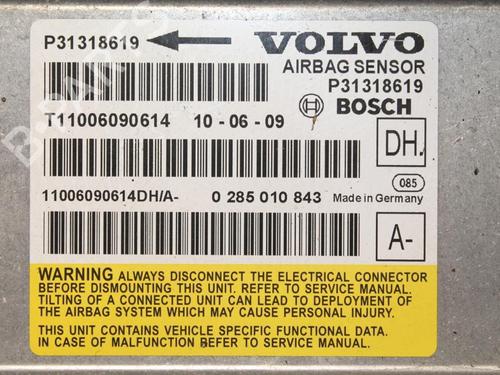 P31318619 VOLVO
AIRBAG SENSOR
P31318619
BOSCH
T11006090614 10-06-09
DH.
085
11006090614DH/A- 0 285 010 843 Made in Germany
A-
WARNING ALWAYS DISCONNECT THE ELECTRICAL CONNECTOR
BEFORE DISMOUNTING THIS UNIT. REFER TO SERVICE MANUAL.
TILTING OF A CONNECTED UNIT CAN LEAD TO DEPLOYMENT OF
THE AIRBAG SYSTEM WHICH MAY CAUSE PERSONAL INJURY.
THIS UNIT CONTAINS VEHICLE SPECIFIC FUNCTIONAL DATA.
IN CASE OF MALFUNCTION REFER TO SERVICE MANUAL.
B-PARTS